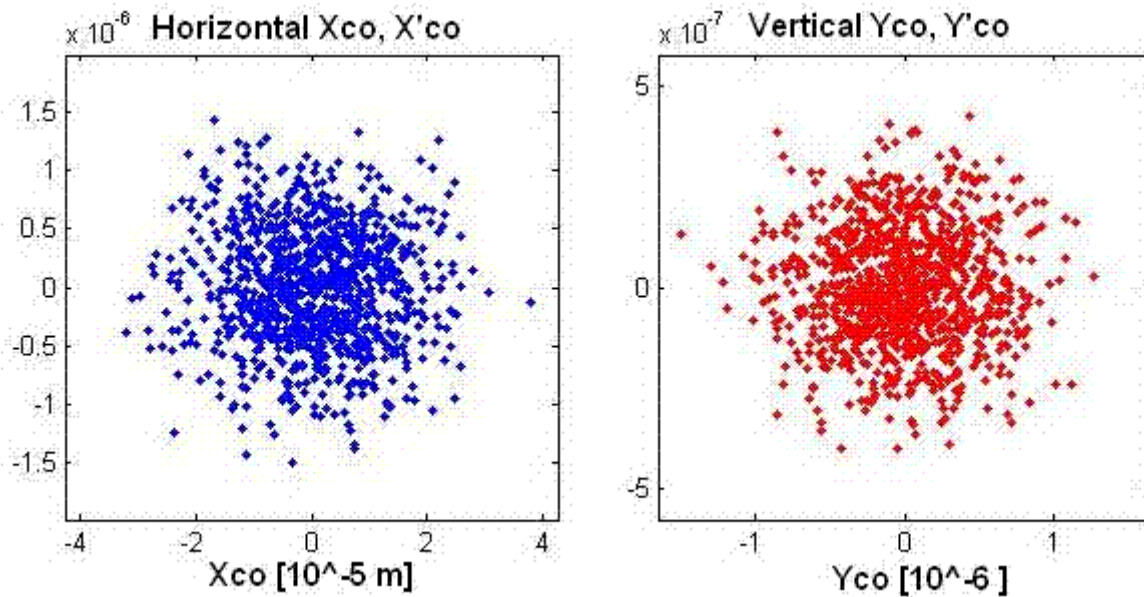 x 10^-6 Horizontal Xco, X'co
1.5
1
0.5
0
-0.5
-1
-1.5
-4 -2 0 2 4
Xco [10^-5 m]
x 10^-7 Vertical Yco, Y'co
5
0
-5
-1 0 1
Yco [10^-6 ]